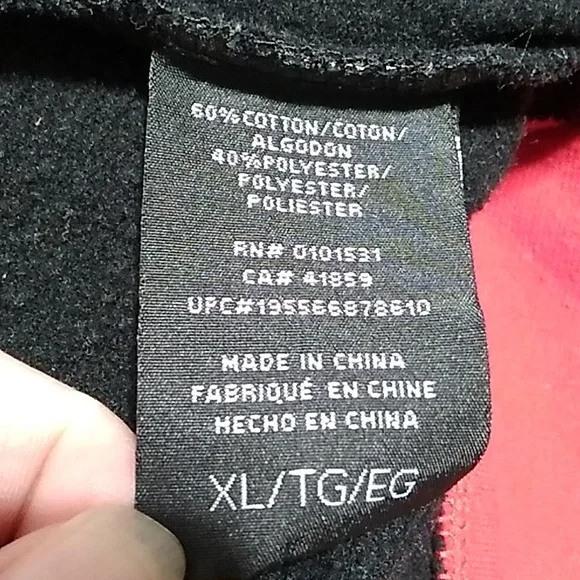 60%COTTON/COTON/
ALGODON
40%POLYESTER/
POLYESTER/
POLIESTER
RN# 0101531
CA# 41859
UPC#195566878610
MADE IN CHINA
FABRIQUÉ EN CHINE
HECHO EN CHINA
XL/TG/EG